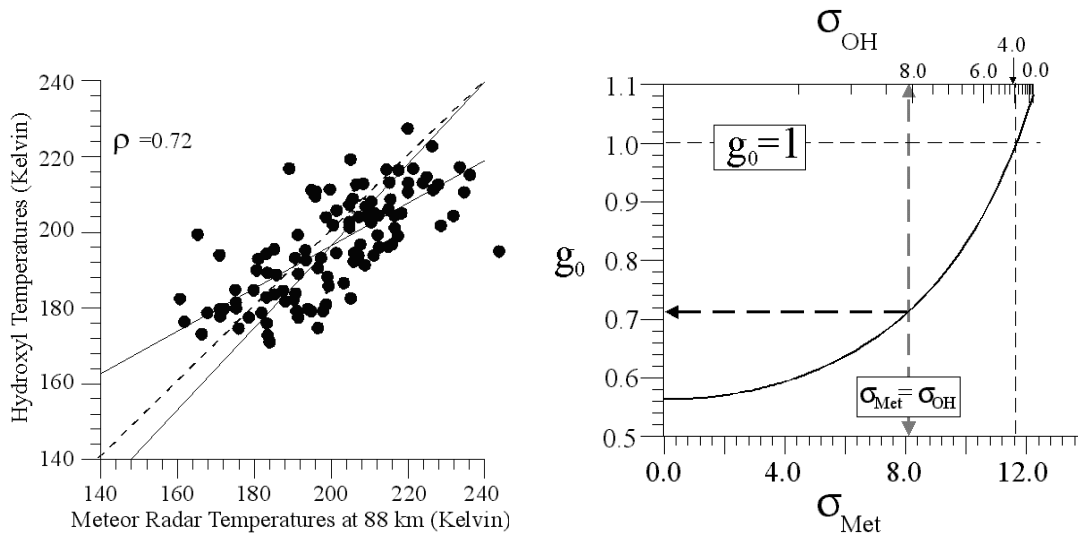 ρ =0.72
Hydroxyl Temperatures (Kelvin)
240
220
200
180
160
140
140 160 180 200 220 240
Meteor Radar Temperatures at 88 km (Kelvin)
σOH
8.0 6.0 4.0 0.0
1.1
1.0
0.9
0.8
0.7
0.6
0.5
g₀
g₀=1
σMet= σOH
0.0 4.0 8.0 12.0
σMet